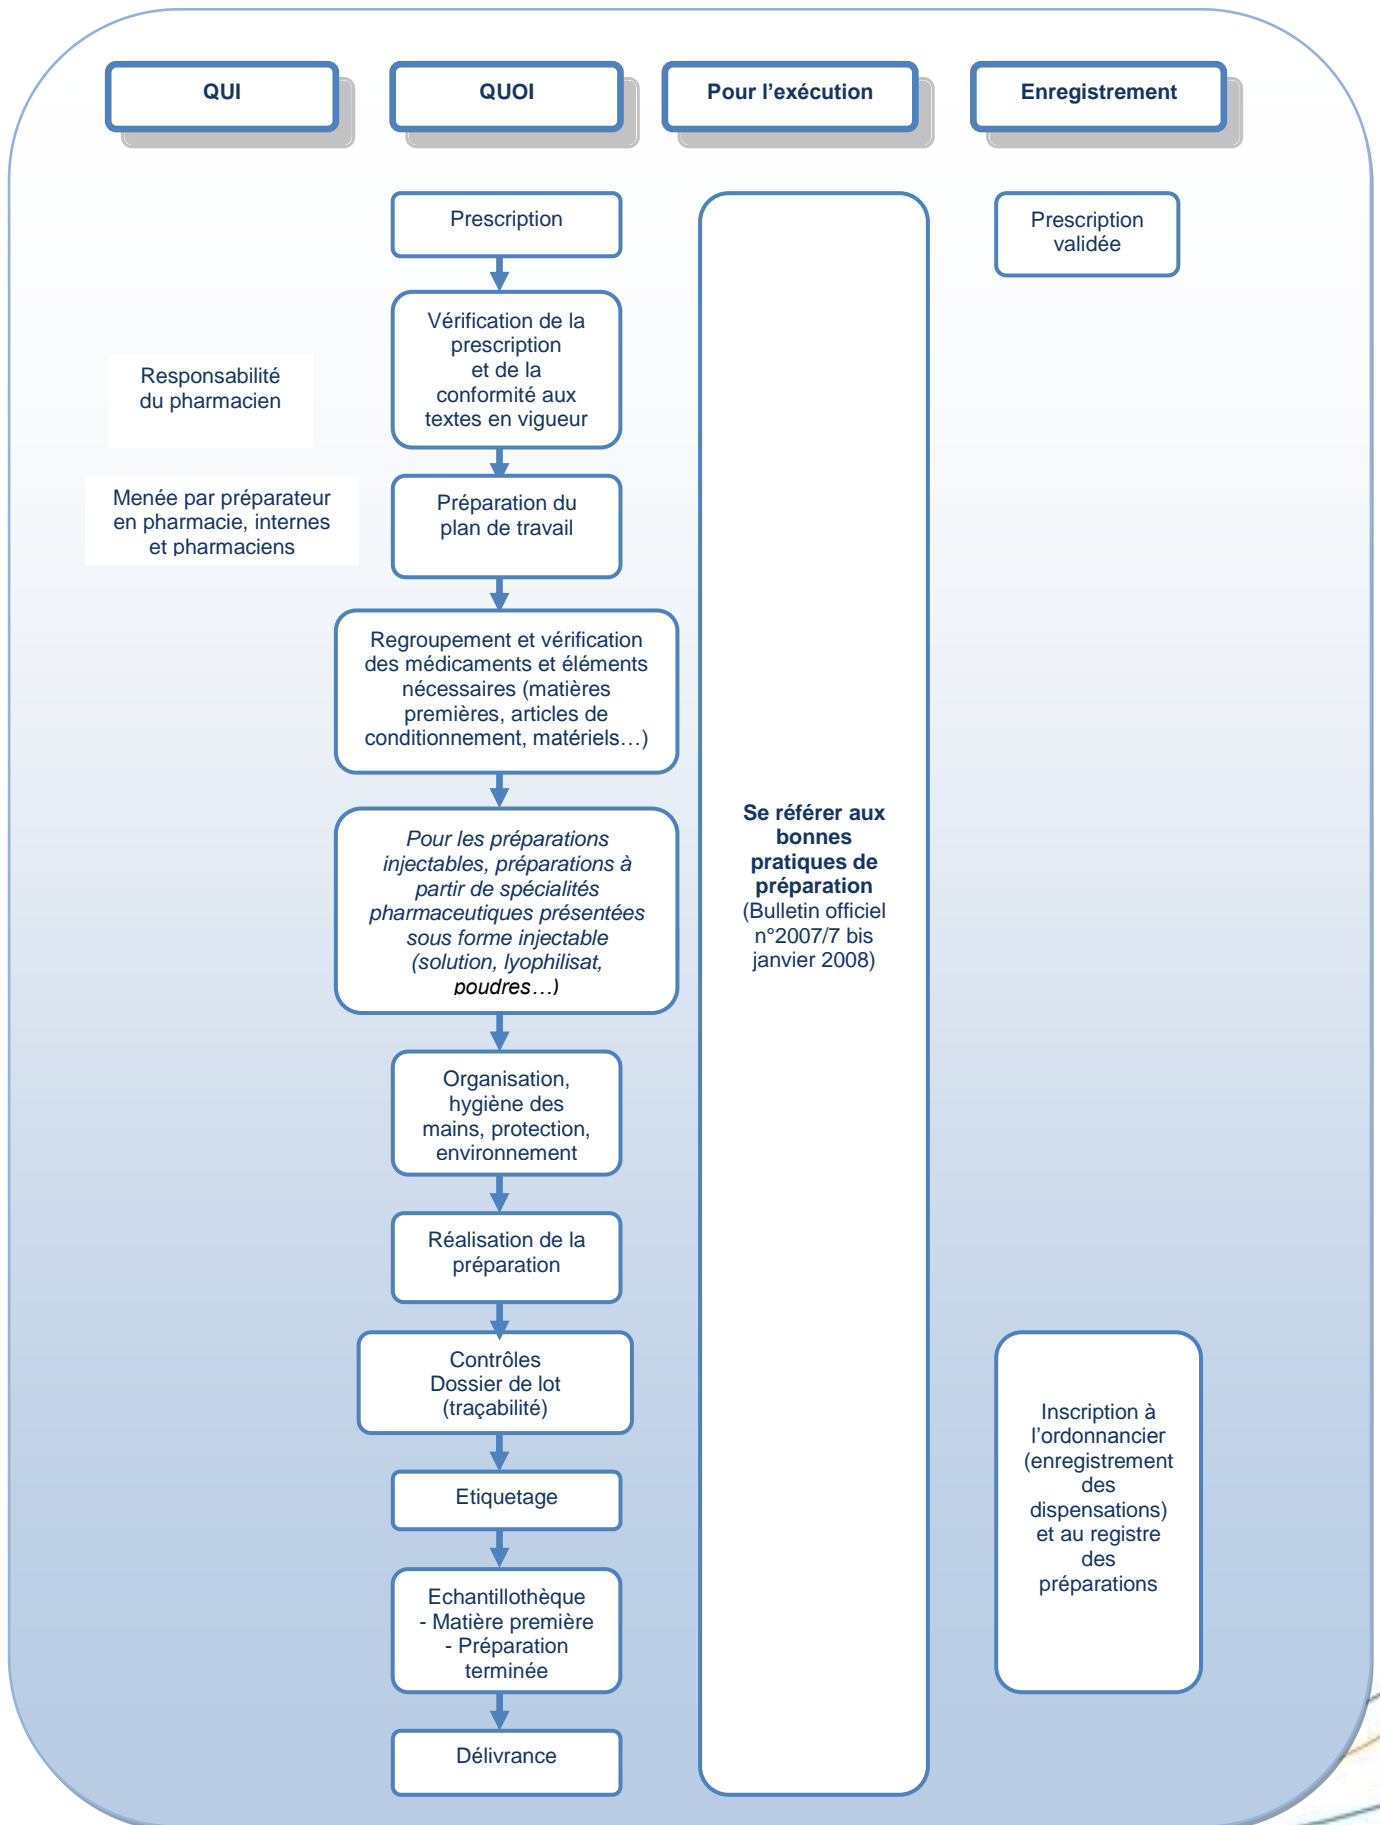 QUI
QUOI
Pour l’exécution
Enregistrement
Prescription
Prescription
validée
Vérification de la
prescription
et de la
conformité aux
textes en vigueur
Responsabilité
du pharmacien
Menée par préparateur
en pharmacie, internes
et pharmaciens
Préparation du
plan de travail
Regroupement et vérification
des médicaments et éléments
nécessaires (matières
premières, articles de
conditionnement, matériels…)
Pour les préparations
injectables, préparations à
partir de spécialités
pharmaceutiques présentées
sous forme injectable
(solution, lyophilisat,
poudres…)
Se référer aux
bonnes
pratiques de
préparation
(Bulletin officiel
n°2007/7 bis
janvier 2008)
Organisation,
hygiène des
mains, protection,
environnement
Réalisation de la
préparation
Contrôles
Dossier de lot
(traçabilité)
Etiquetage
Echantillothèque
- Matière première
- Préparation
terminée
Délivrance
Inscription à
l’ordonnancier
(enregistrement
des
dispensations)
et au registre
des
préparations